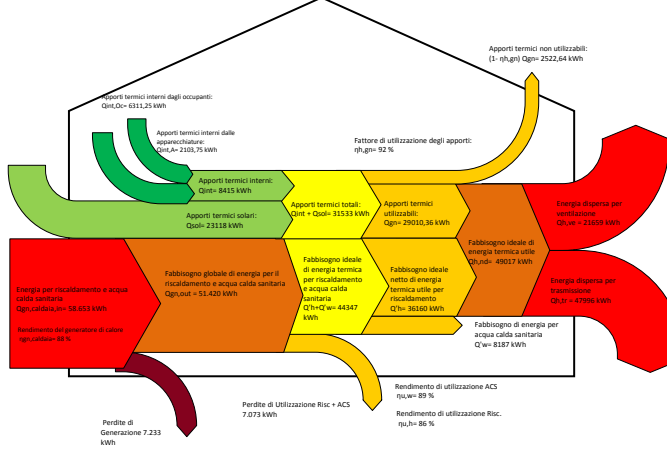 Apporti termici non utilizzabili:
(1- ηh,gn) Qgn= 2522,64 kWh
Apporti termici interni dagli occupanti:
Qint,Oc= 6311,25 kWh
Apporti termici interni dalle
apparecchiature:
Qint,A= 2103,75 kWh
Fattore di utilizzazione degli apporti:
ηh,gn= 92 %
Apporti termici interni:
Qint= 8415 kWh
Apporti termici solari:
Qsol= 23118 kWh
Apporti termici totali:
Qint + Qsol= 31533 kWh
Apporti termici
utilizzabili:
Qgn= 29010,36 kWh
Energia dispersa per
ventilazione
Qh,ve = 21659 kWh
Fabbisogno ideale di
energia termica utile
Qh,nd= 49017 kWh
Energia dispersa per
trasmissione
Qh,tr = 47996 kWh
Energia per riscaldamento e acqua
calda sanitaria
Qgn,caldaia,in= 58.653 kWh
Rendimento del generatore di calore
ηgn,caldaia= 88 %
Fabbisogno globale di energia per il
riscaldamento e acqua calda sanitaria
Qgn,out = 51.420 kWh
Fabbisogno ideale
di energia termica
per riscaldamento
e acqua calda
sanitaria
Q'h+Q'w= 44347
kWh
Fabbisogno ideale
netto di energia
termica utile per
riscaldamento
Q'h= 36160 kWh
Fabbisogno di energia per
acqua calda sanitaria
Q'w= 8187 kWh
Perdite di
Generazione 7.233
kWh
Perdite di Utilizzazione Risc + ACS
7.073 kWh
Rendimento di utilizzazione ACS
ηu,w= 89 %
Rendimento di utilizzazione Risc.
ηu,h= 86 %